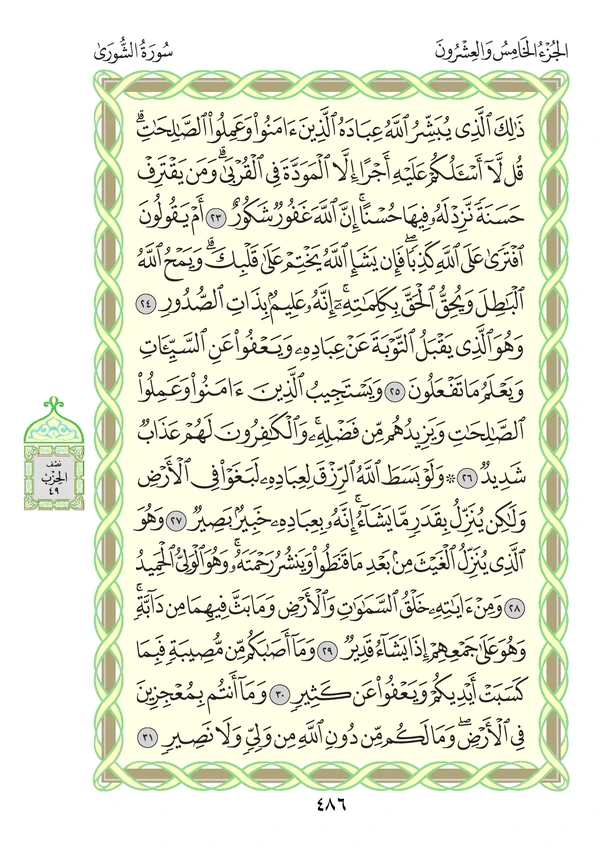 الجُزْءُ الخَامِسُ وَالعِشْرُونَ
سُورَةُ الشُّورَىٰ
ذَٰلِكَ ٱلَّذِي يُبَشِّرُ ٱللَّهُ عِبَادَهُ ٱلَّذِينَ ءَامَنُواْ وَعَمِلُواْ ٱلصَّٰلِحَٰتِۗ
قُل لَّآ أَسْـَٔلُكُمْ عَلَيْهِ أَجْرًا إِلَّا ٱلْمَوَدَّةَ فِي ٱلْقُرْبَىٰۗ وَمَن يَقْتَرِفْ
حَسَنَةً نَّزِدْ لَهُۥ فِيهَا حُسْنًاۚ إِنَّ ٱللَّهَ غَفُورٌ شَكُورٌ ٢٣ أَمْ يَقُولُونَ
ٱفْتَرَىٰ عَلَى ٱللَّهِ كَذِبًاۖ فَإِن يَشَإِ ٱللَّهُ يَخْتِمْ عَلَىٰ قَلْبِكَۗ وَيَمْحُ ٱللَّهُ
ٱلْبَٰطِلَ وَيُحِقُّ ٱلْحَقَّ بِكَلِمَٰتِهِۦٓۚ إِنَّهُۥ عَلِيمٌۢ بِذَاتِ ٱلصُّدُورِ ٢٤
وَهُوَ ٱلَّذِي يَقْبَلُ ٱلتَّوْبَةَ عَنْ عِبَادِهِۦ وَيَعْفُواْ عَنِ ٱلسَّيِّـَٔاتِ
وَيَعْلَمُ مَا تَفْعَلُونَ ٢٥ وَيَسْتَجِيبُ ٱلَّذِينَ ءَامَنُواْ وَعَمِلُواْ
ٱلصَّٰلِحَٰتِ وَيَزِيدُهُم مِّن فَضْلِهِۦۚ وَٱلْكَٰفِرُونَ لَهُمْ عَذَابٌ
شَدِيدٌ ٢٦ ۞ وَلَوْ بَسَطَ ٱللَّهُ ٱلرِّزْقَ لِعِبَادِهِۦ لَبَغَوْاْ فِي ٱلْأَرْضِ
وَلَٰكِن يُنَزِّلُ بِقَدَرٍ مَّا يَشَآءُۚ إِنَّهُۥ بِعِبَادِهِۦ خَبِيرٌۢ بَصِيرٌ ٢٧ وَهُوَ
ٱلَّذِي يُنَزِّلُ ٱلْغَيْثَ مِنۢ بَعْدِ مَا قَنَطُواْ وَيَنشُرُ رَحْمَتَهُۥۚ وَهُوَ ٱلْوَلِيُّ ٱلْحَمِيدُ
٢٨ وَمِنْ ءَايَٰتِهِۦ خَلْقُ ٱلسَّمَٰوَٰتِ وَٱلْأَرْضِ وَمَا بَثَّ فِيهِمَا مِن دَآبَّةٍۚ
وَهُوَ عَلَىٰ جَمْعِهِمْ إِذَا يَشَآءُ قَدِيرٌ ٢٩ وَمَآ أَصَٰبَكُم مِّن مُّصِيبَةٍ فَبِمَا
كَسَبَتْ أَيْدِيكُمْ وَيَعْفُواْ عَن كَثِيرٍ ٣٠ وَمَآ أَنتُم بِمُعْجِزِينَ
فِي ٱلْأَرْضِۖ وَمَا لَكُم مِّن دُونِ ٱللَّهِ مِن وَلِيٍّ وَلَا نَصِيرٍ ٣١
نصف
الحزب
٤٩
٤٨٦